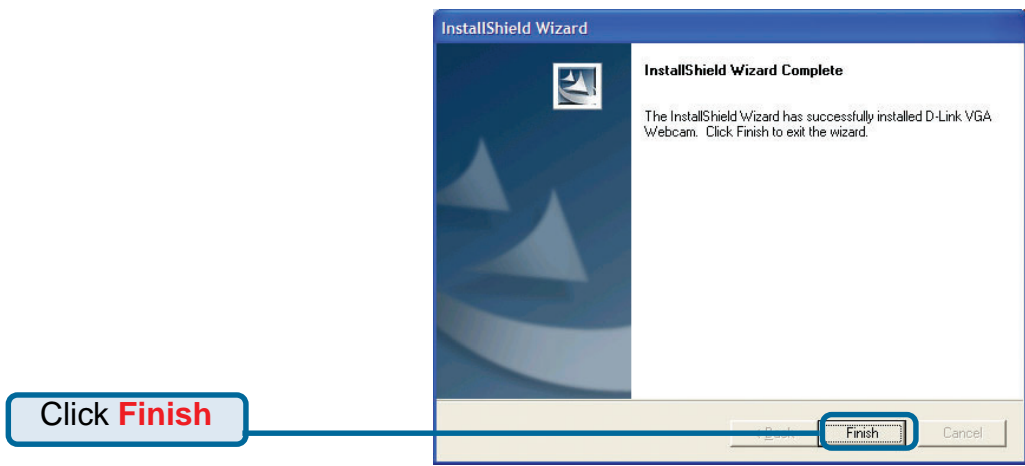 InstallShield Wizard
InstallShield Wizard Complete
The InstallShield Wizard has successfully installed D-Link VGA
Webcam. Click Finish to exit the wizard.
Click Finish
Finish
Cancel